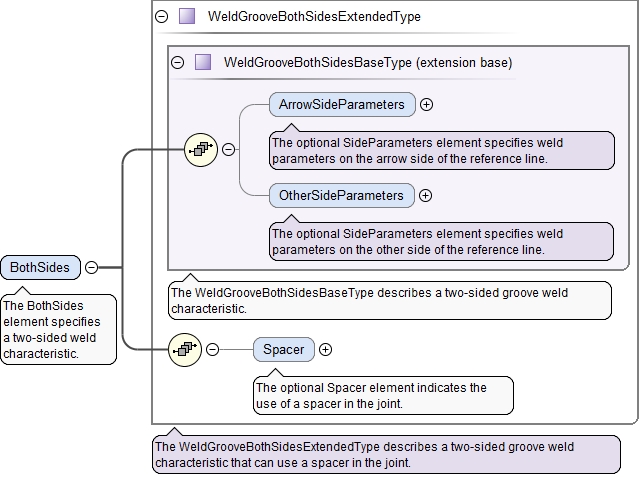 WeldGrooveBothSidesExtendedType
WeldGrooveBothSidesBaseType (extension base)
ArrowSideParameters
The optional SideParameters element specifies weld
parameters on the arrow side of the reference line.
OtherSideParameters
The optional SideParameters element specifies weld
parameters on the other side of the reference line.
BothSides
The BothSides
element specifies
a two-sided weld
characteristic.
The WeldGrooveBothSidesBaseType describes a two-sided groove weld
characteristic.
Spacer
The optional Spacer element indicates the
use of a spacer in the joint.
The WeldGrooveBothSidesExtendedType describes a two-sided groove weld
characteristic that can use a spacer in the joint.